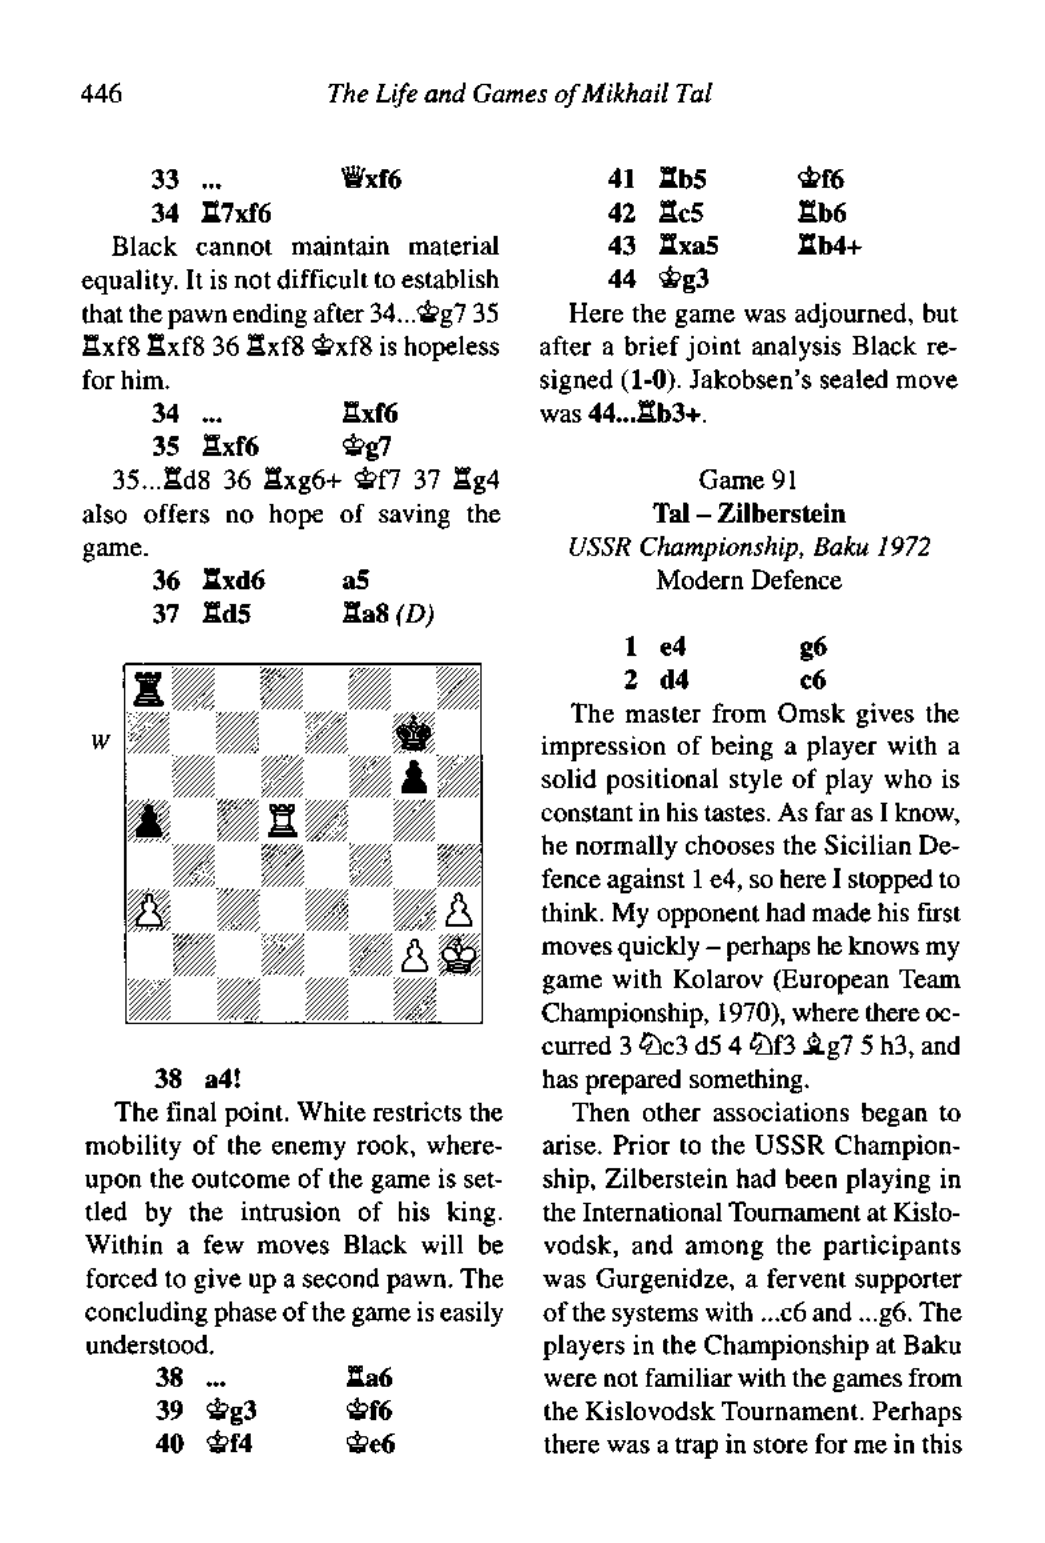 446
The Life and Games of Mikhail Tal
33 ... ♛xf6
34 ♖7xf6
Black cannot maintain material
equality. It is not difficult to establish
that the pawn ending after 34...♔g7 35
♖xf8 ♖xf8 36 ♖xf8 ♔xf8 is hopeless
for him.
34 ... ♖xf6
35 ♖xf6 ♔g7
35...♖d8 36 ♖xg6+ ♔f7 37 ♖g4
also offers no hope of saving the
game.
36 ♖xd6 a5
37 ♖d5 ♖a8 (D)
W
38 a4!
The final point. White restricts the
mobility of the enemy rook, where-
upon the outcome of the game is set-
tled by the intrusion of his king.
Within a few moves Black will be
forced to give up a second pawn. The
concluding phase of the game is easily
understood.
38 ... ♖a6
39 ♔g3 ♔f6
40 ♔f4 ♔e6
41 ♖b5 ♔f6
42 ♖c5 ♖b6
43 ♖xa5 ♖b4+
44 ♔g3
Here the game was adjourned, but
after a brief joint analysis Black re-
signed (1-0). Jakobsen's sealed move
was 44...♖b3+.
Game 91
Tal – Zilberstein
USSR Championship, Baku 1972
Modern Defence
1 e4 g6
2 d4 c6
The master from Omsk gives the
impression of being a player with a
solid positional style of play who is
constant in his tastes. As far as I know,
he normally chooses the Sicilian De-
fence against 1 e4, so here I stopped to
think. My opponent had made his first
moves quickly – perhaps he knows my
game with Kolarov (European Team
Championship, 1970), where there oc-
curred 3 ♘c3 d5 4 ♘f3 ♗g7 5 h3, and
has prepared something.
Then other associations began to
arise. Prior to the USSR Champion-
ship, Zilberstein had been playing in
the International Tournament at Kislo-
vodsk, and among the participants
was Gurgenidze, a fervent supporter
of the systems with ...c6 and ...g6. The
players in the Championship at Baku
were not familiar with the games from
the Kislovodsk Tournament. Perhaps
there was a trap in store for me in this